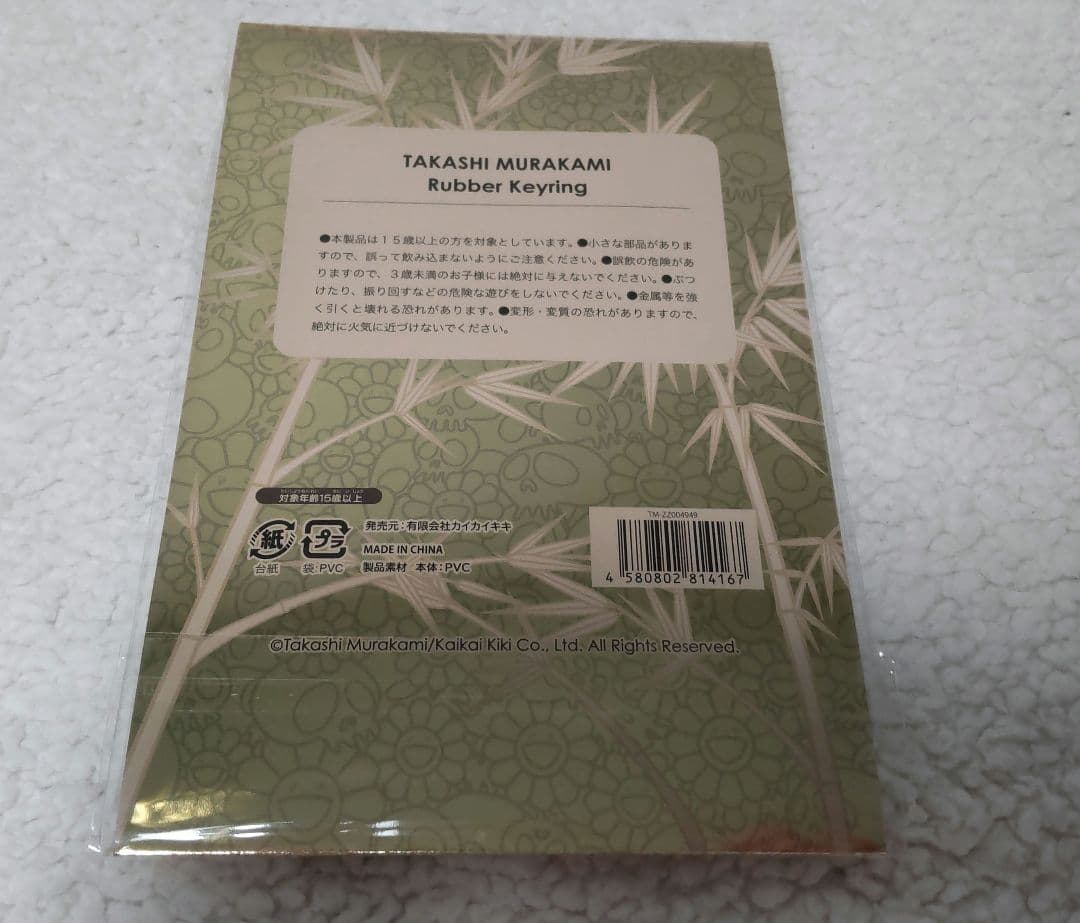 TAKASHI MURAKAMI
Rubber Keyring
●本製品は15歳以上の方を対象としています。●小さな部品がありま
すので、誤って飲み込まないようにご注意ください。●誤飲の危険があ
りますので、3歳未満のお子様には絶対に与えないでください。●ぶつ
けたり、振り回すなどの危険な遊びをしないでください。●金属等を強
く引くと壊れる恐れがあります。●変形・変質の恐れがありますので、
絶対に火気に近づけないでください。
対象年齢15歳以上
紙
プラ
台紙
袋:PVC
発売元:有限会社カイカイキキ
MADE IN CHINA
製品素材 本体:PVC
TM-ZZ004949
4 580802 814167
©Takashi Murakami/Kaikai Kiki Co., Ltd. All Rights Reserved.